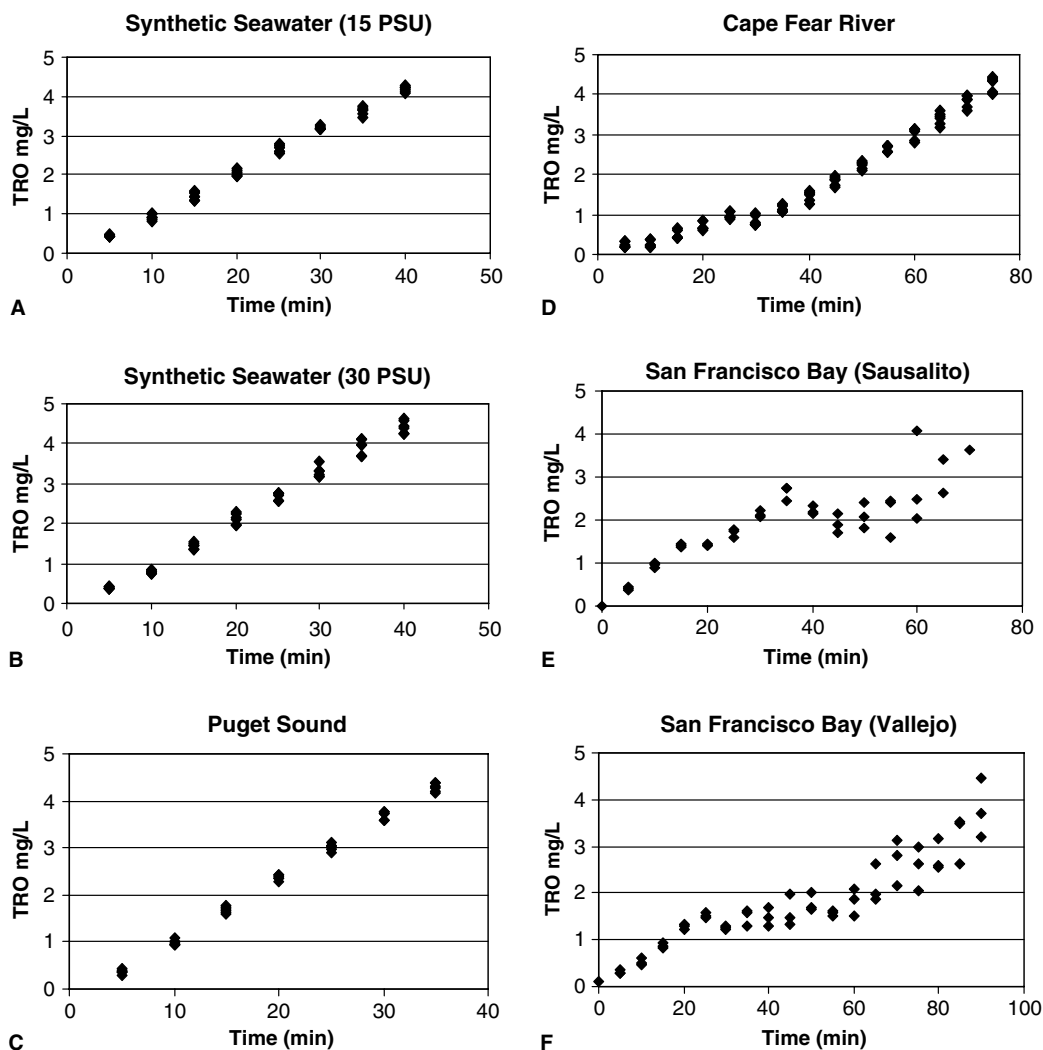 Synthetic Seawater (15 PSU)
5
4
3
2
1
0
TRO mg/L
0 10 20 30 40 50
Time (min)
A
Synthetic Seawater (30 PSU)
5
4
3
2
1
0
TRO mg/L
0 10 20 30 40 50
Time (min)
B
Puget Sound
5
4
3
2
1
0
TRO mg/L
0 10 20 30 40
Time (min)
C
Cape Fear River
5
4
3
2
1
0
TRO mg/L
0 20 40 60 80
Time (min)
D
San Francisco Bay (Sausalito)
5
4
3
2
1
0
TRO mg/L
0 20 40 60 80
Time (min)
E
San Francisco Bay (Vallejo)
5
4
3
2
1
0
TRO mg/L
0 20 40 60 80 100
Time (min)
F